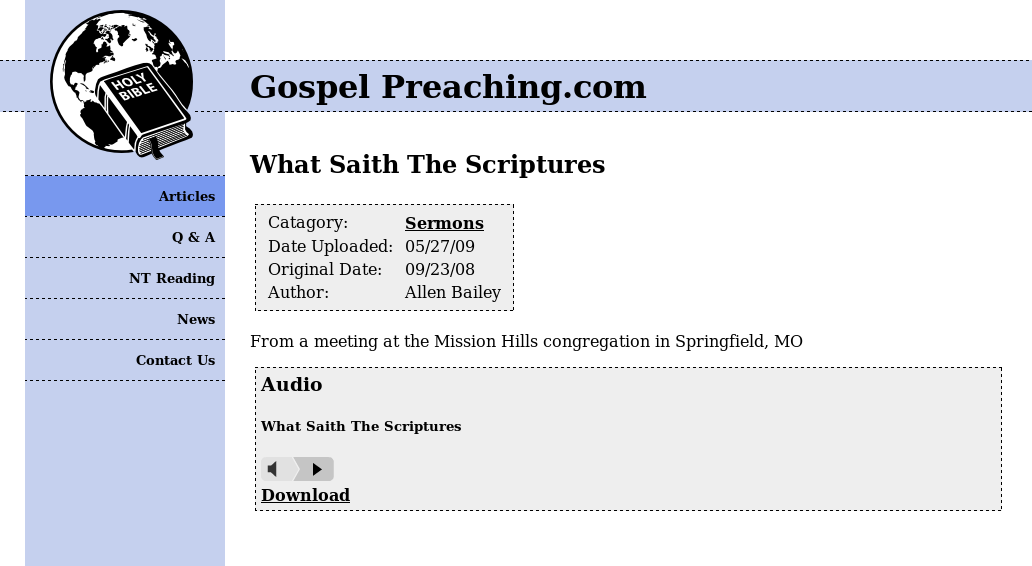 HOLY
BIBLE
Gospel Preaching.com
Articles
Q & A
NT Reading
News
Contact Us
What Saith The Scriptures
Catagory: Sermons
Date Uploaded: 05/27/09
Original Date: 09/23/08
Author: Allen Bailey
From a meeting at the Mission Hills congregation in Springfield, MO
Audio
What Saith The Scriptures
Download